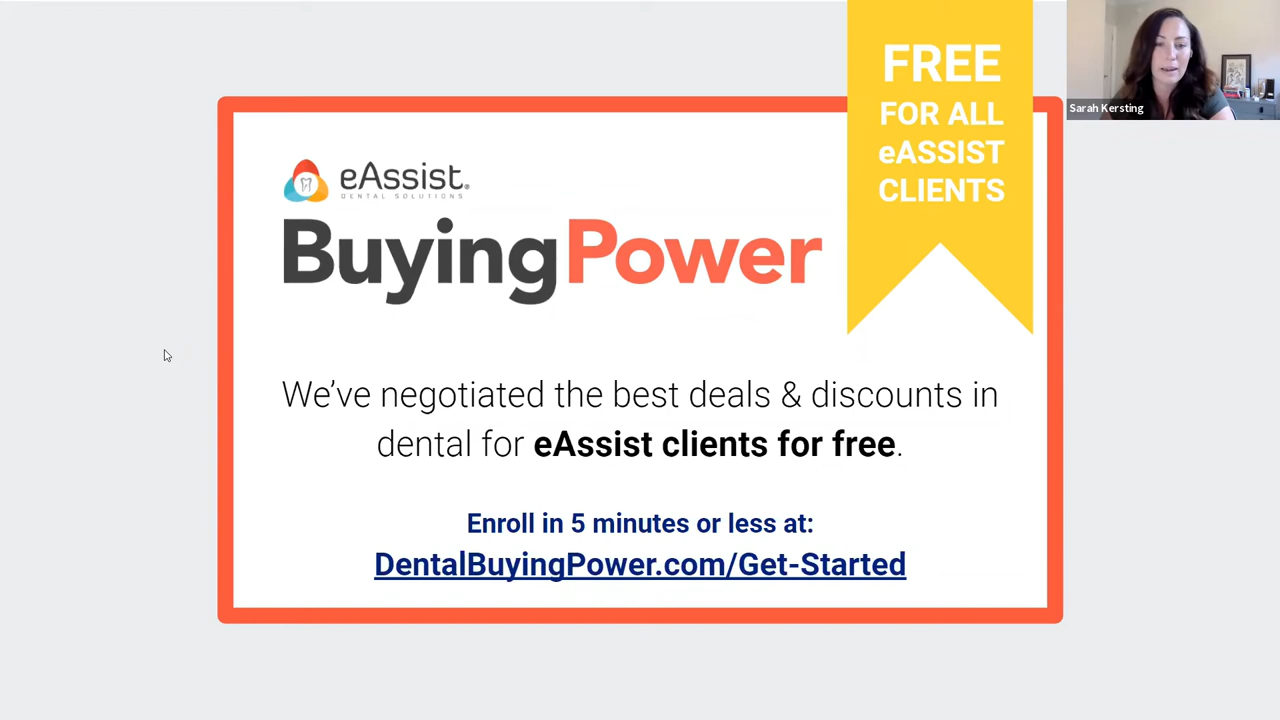 FREE
FOR ALL
eASSIST
CLIENTS
Sarah Kersting
eAssist®
DENTAL SOLUTIONS
BuyingPower
We’ve negotiated the best deals & discounts in
dental for eAssist clients for free.
Enroll in 5 minutes or less at:
DentalBuyingPower.com/Get-Started